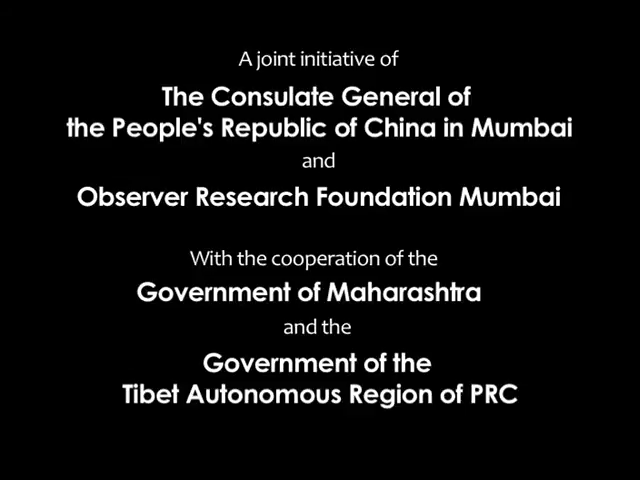 A joint initiative of
The Consulate General of
the People's Republic of China in Mumbai
and
Observer Research Foundation Mumbai
With the cooperation of the
Government of Maharashtra
and the
Government of the
Tibet Autonomous Region of PRC